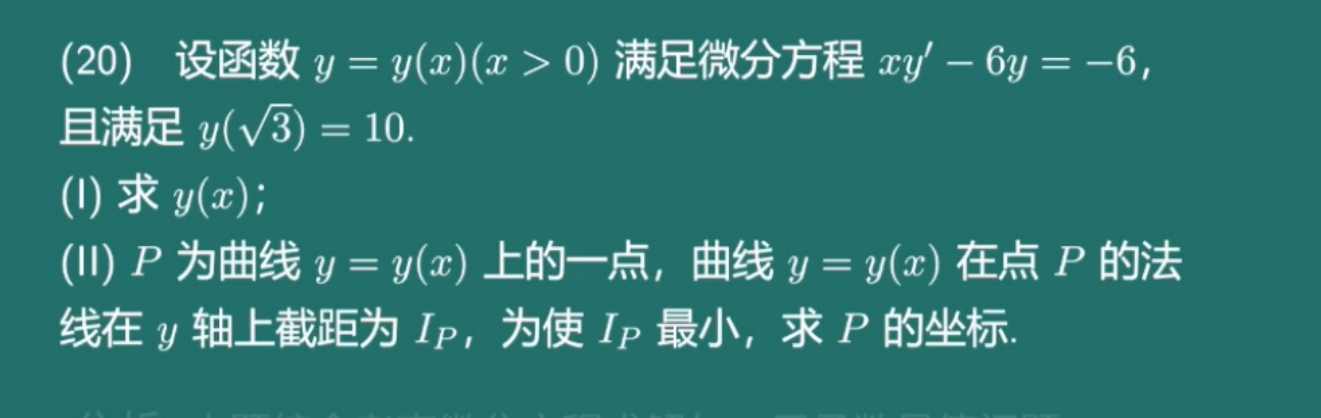 (20) 设函数 y = y(x)(x > 0) 满足微分方程 xy′ − 6y = −6,
且满足 y(√3) = 10.
(I) 求 y(x);
(II) P 为曲线 y = y(x) 上的一点, 曲线 y = y(x) 在点 P 的法
线在 y 轴上截距为 I_P, 为使 I_P 最小, 求 P 的坐标.